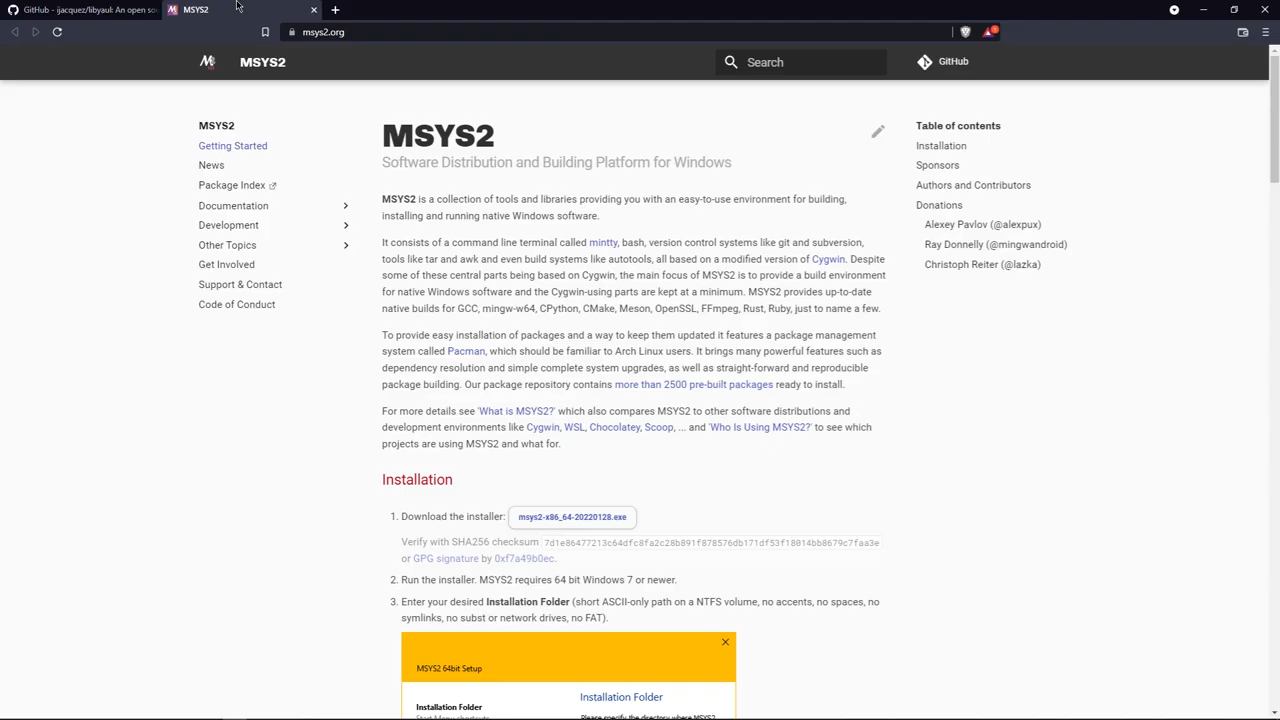 GitHub - ijacquez/libyaul: An open so
MSYS2
msys2.org
MSYS2
Search
GitHub
MSYS2
Getting Started
News
Package Index
Documentation
Development
Other Topics
Get Involved
Support & Contact
Code of Conduct
MSYS2
Software Distribution and Building Platform for Windows
MSYS2 is a collection of tools and libraries providing you with an easy-to-use environment for building,
installing and running native Windows software.
It consists of a command line terminal called mintty, bash, version control systems like git and subversion,
tools like tar and awk and even build systems like autotools, all based on a modified version of Cygwin. Despite
some of these central parts being based on Cygwin, the main focus of MSYS2 is to provide a build environment
for native Windows software and the Cygwin-using parts are kept at a minimum. MSYS2 provides up-to-date
native builds for GCC, mingw-w64, CPython, CMake, Meson, OpenSSL, FFmpeg, Rust, Ruby, just to name a few.
To provide easy installation of packages and a way to keep them updated it features a package management
system called Pacman, which should be familiar to Arch Linux users. It brings many powerful features such as
dependency resolution and simple complete system upgrades, as well as straight-forward and reproducible
package building. Our package repository contains more than 2500 pre-built packages ready to install.
For more details see 'What is MSYS2?' which also compares MSYS2 to other software distributions and
development environments like Cygwin, WSL, Chocolatey, Scoop, ... and 'Who Is Using MSYS2?' to see which
projects are using MSYS2 and what for.
Installation
1. Download the installer: msys2-x86_64-20220128.exe
Verify with SHA256 checksum 7d1e86477213c64dfc8fa2c28b891f878576db171df53f18014bb8679c7faa3e
or GPG signature by 0xf7a49b0ec.
2. Run the installer. MSYS2 requires 64 bit Windows 7 or newer.
3. Enter your desired Installation Folder (short ASCII-only path on a NTFS volume, no accents, no spaces, no
symlinks, no subst or network drives, no FAT).
MSYS2 64bit Setup
Installation Folder
Installation Folder
Start Menu shortcuts
Please specify the directory where MSYS2
Table of contents
Installation
Sponsors
Authors and Contributors
Donations
Alexey Pavlov (@alexpux)
Ray Donnelly (@mingwandroid)
Christoph Reiter (@lazka)